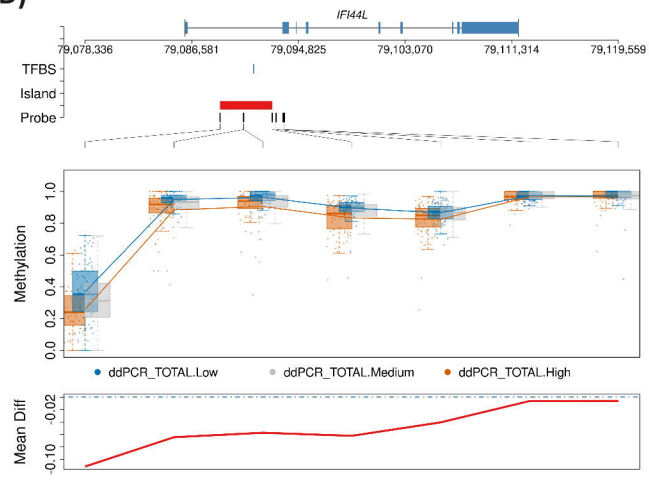 D)
IFI44L
79,078,336 79,086,581 79,094,825 79,103,070 79,111,314 79,119,559
TFBS
Island
Probe
Methylation
1.0
0.8
0.6
0.4
0.2
0.0
ddPCR_TOTAL.Low ddPCR_TOTAL.Medium ddPCR_TOTAL.High
Mean Diff
-0.02
-0.10